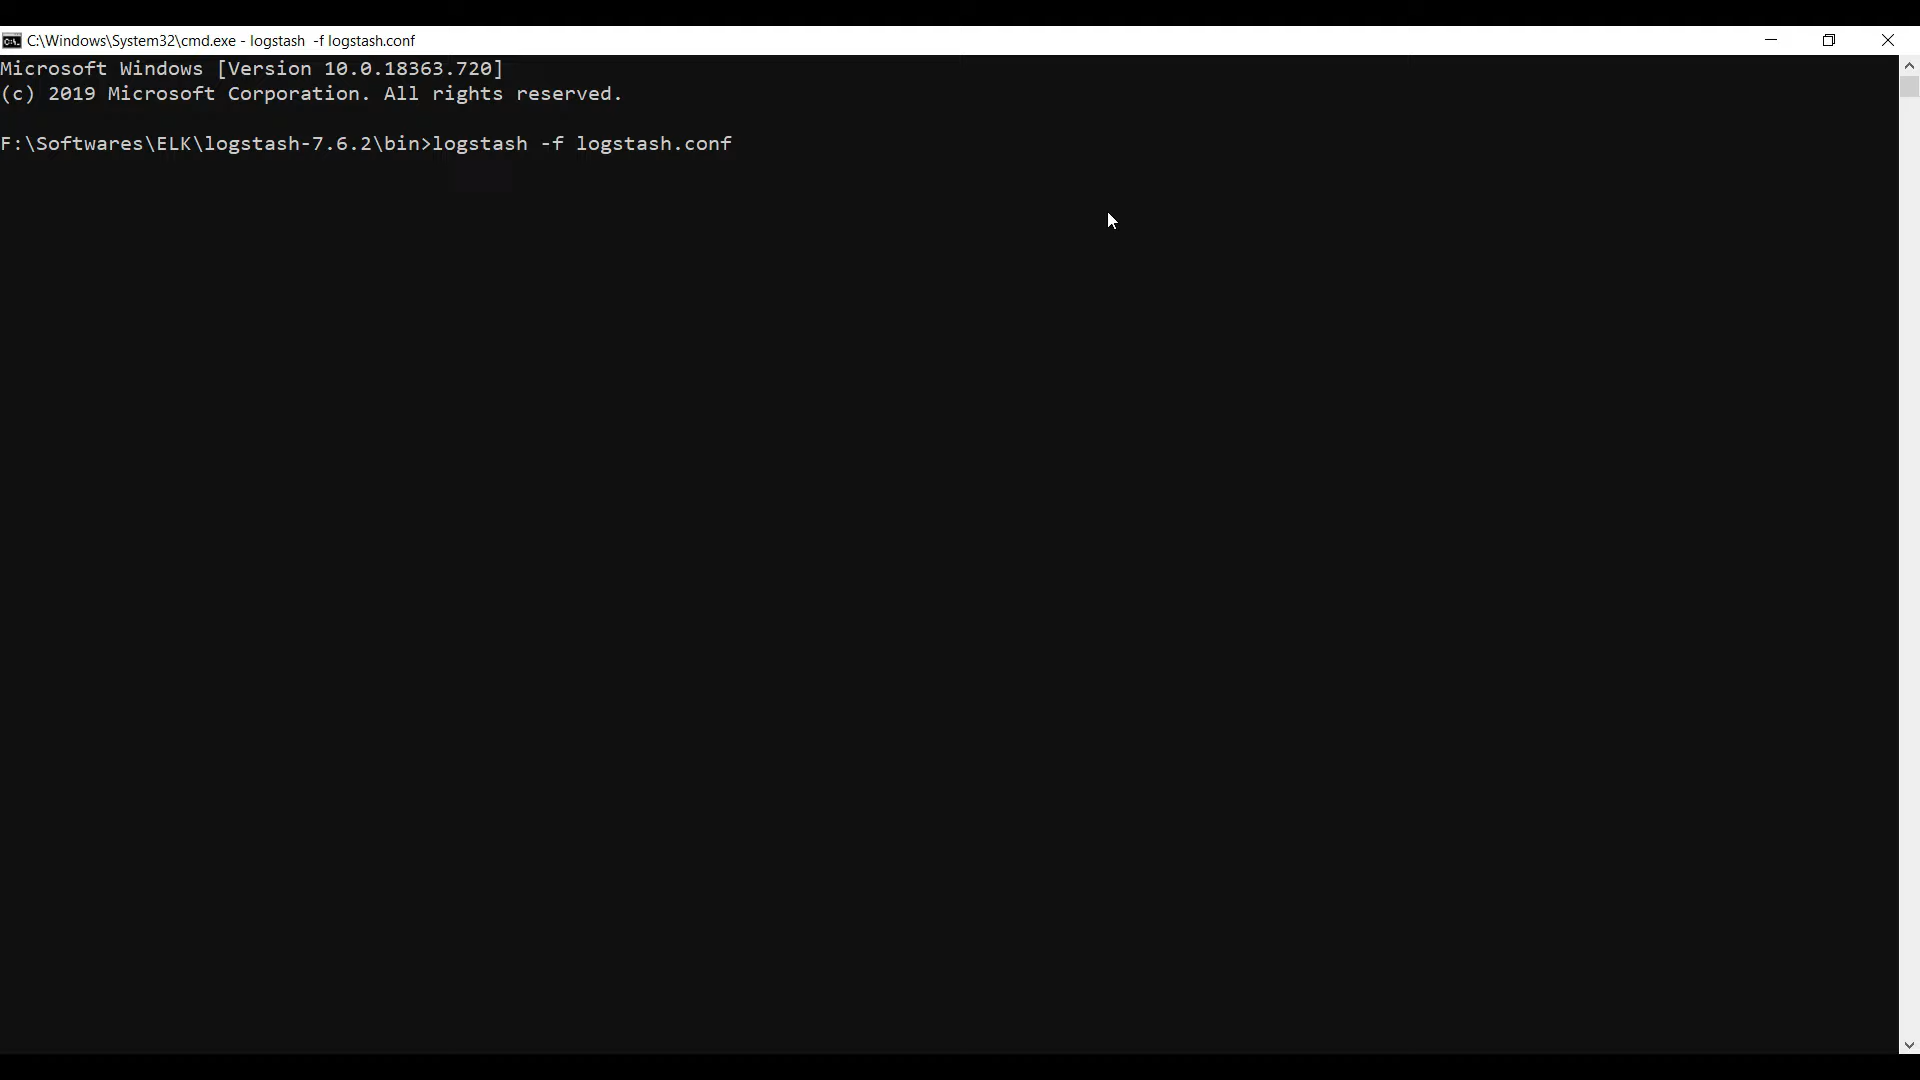 C:\Windows\System32\cmd.exe - logstash  -f logstash.conf
Microsoft Windows [Version 10.0.18363.720]
(c) 2019 Microsoft Corporation. All rights reserved.
F:\Softwares\ELK\logstash-7.6.2\bin>logstash -f logstash.conf